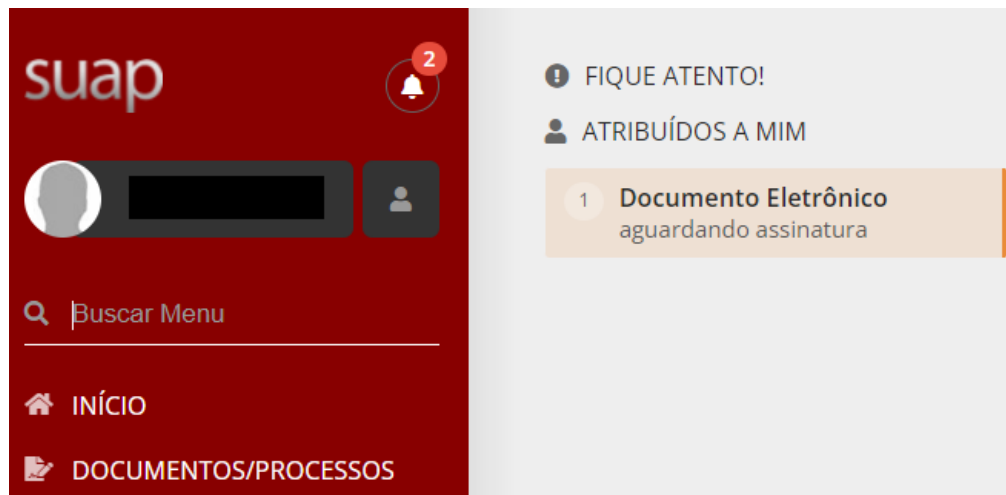 suap
2
Buscar Menu
INÍCIO
DOCUMENTOS/PROCESSOS
FIQUE ATENTO!
ATRIBUÍDOS A MIM
1
Documento Eletrônico
aguardando assinatura